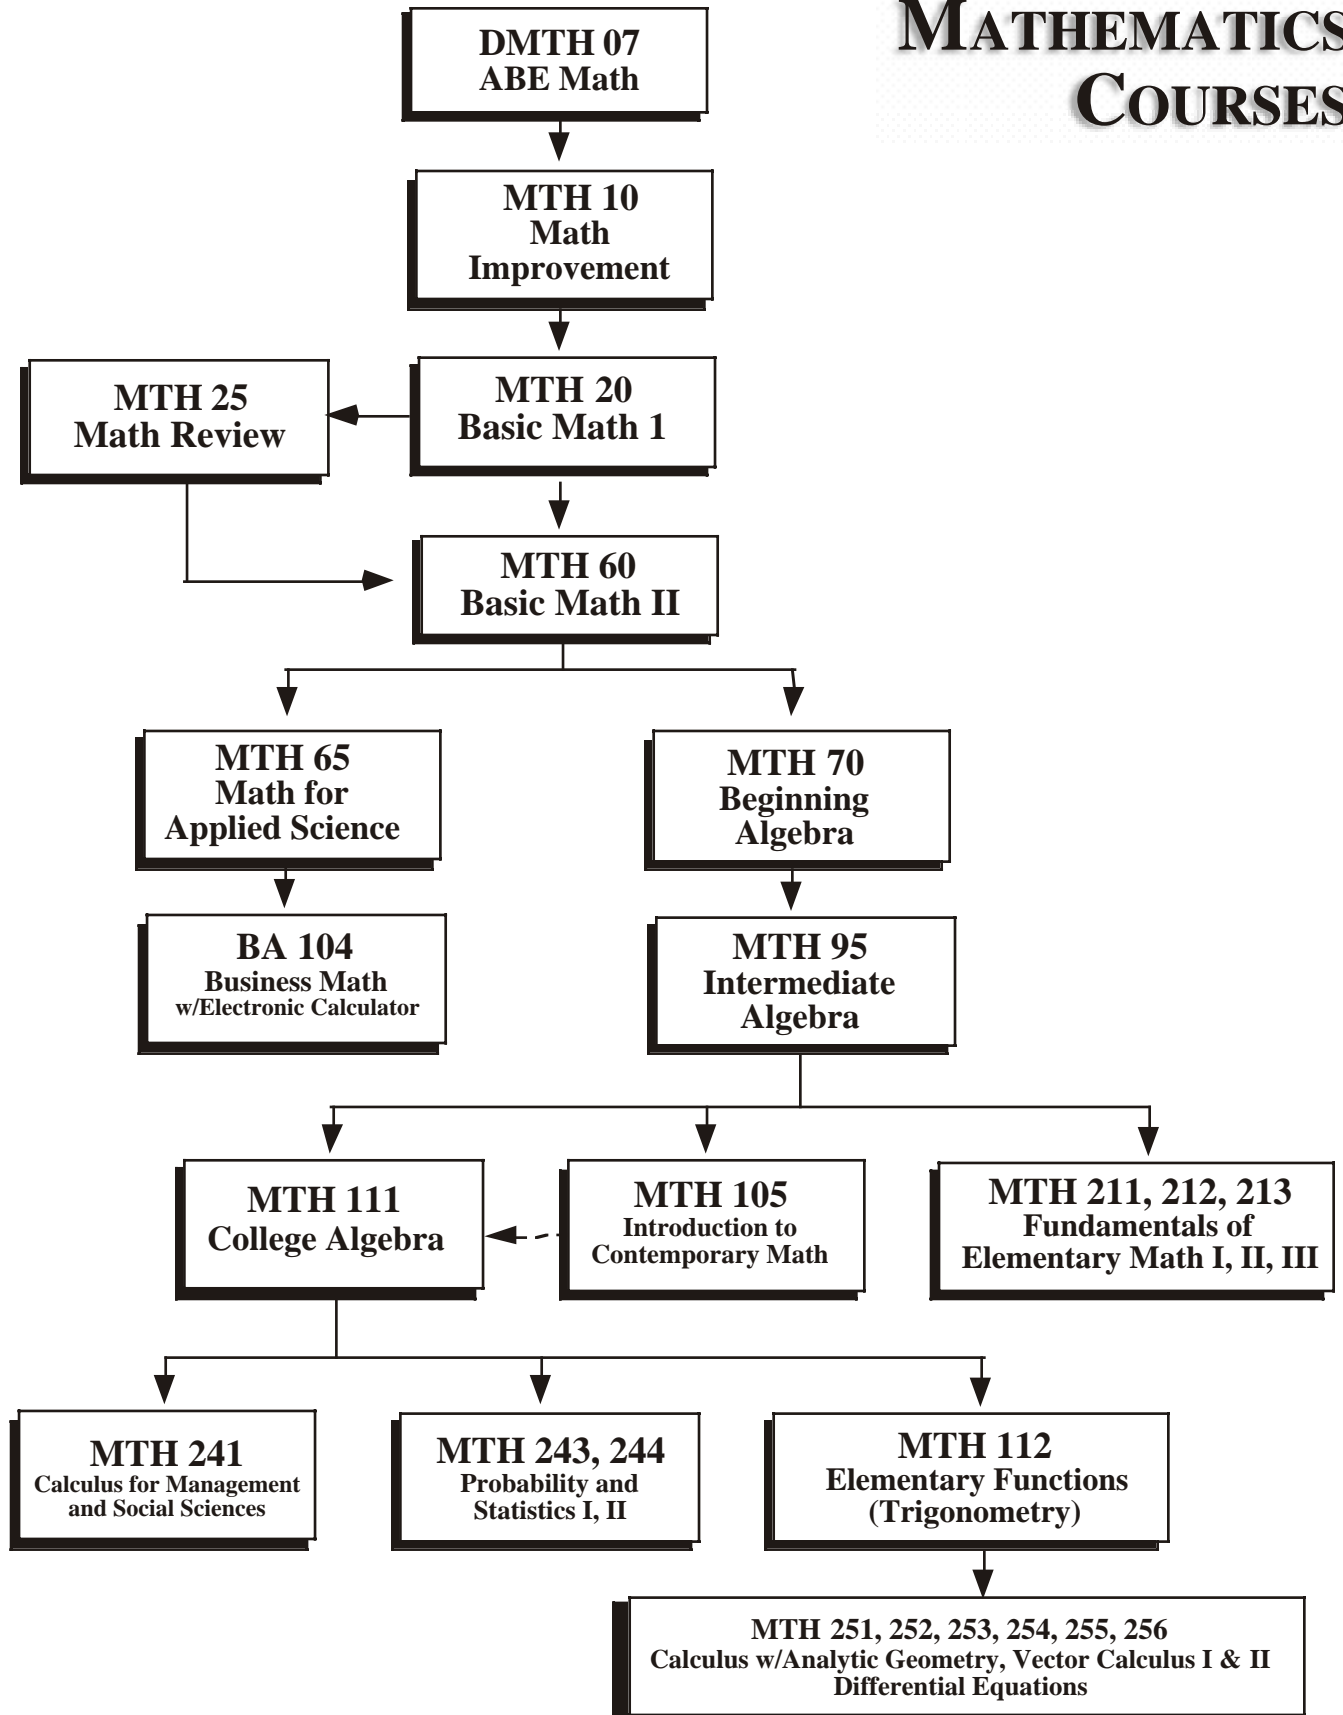 MATHEMATICS
COURSES
DMTH 07
ABE Math
MTH 10
Math
Improvement
MTH 25
Math Review
MTH 20
Basic Math 1
MTH 60
Basic Math II
MTH 65
Math for
Applied Science
MTH 70
Beginning
Algebra
BA 104
Business Math
w/Electronic Calculator
MTH 95
Intermediate
Algebra
MTH 111
College Algebra
MTH 105
Introduction to
Contemporary Math
MTH 211, 212, 213
Fundamentals of
Elementary Math I, II, III
MTH 241
Calculus for Management
and Social Sciences
MTH 243, 244
Probability and
Statistics I, II
MTH 112
Elementary Functions
(Trigonometry)
MTH 251, 252, 253, 254, 255, 256
Calculus w/Analytic Geometry, Vector Calculus I & II
Differential Equations